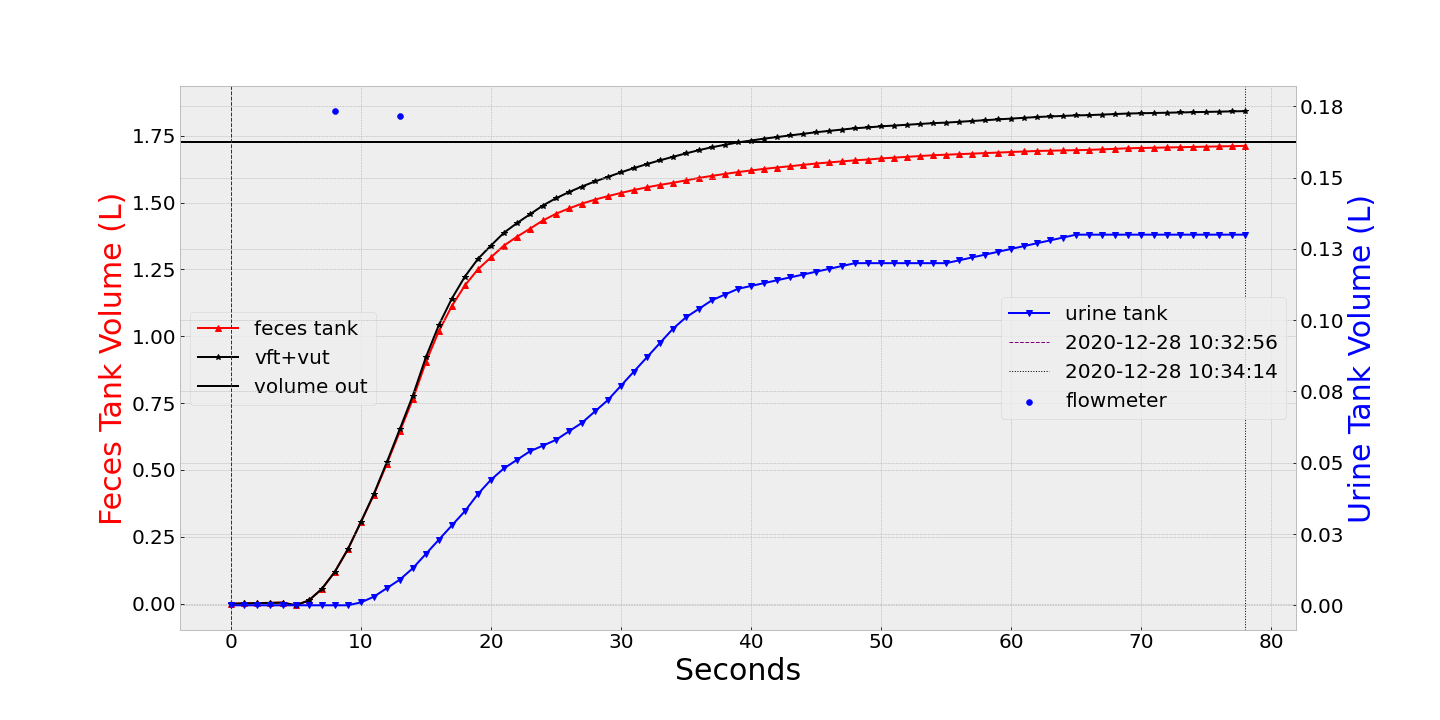 Feces Tank Volume (L)
1.75
1.50
1.25
1.00
0.75
0.50
0.25
0.00
feces tank
vft+vut
volume out
urine tank
2020-12-28 10:32:56
2020-12-28 10:34:14
flowmeter
0.18
0.15
0.13
0.10
0.08
0.05
0.03
0.00
Urine Tank Volume (L)
0 10 20 30 40 50 60 70 80
Seconds